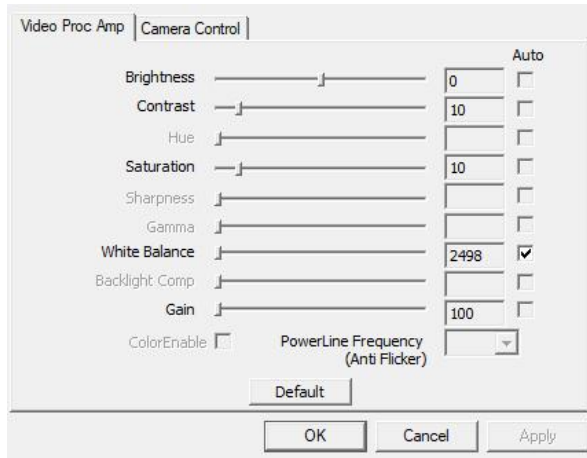 Video Proc Amp Camera Control
Auto
Brightness 0
Contrast 10
Hue
Saturation 10
Sharpness
Gamma
White Balance 2498
Backlight Comp
Gain 100
ColorEnable PowerLine Frequency
(Anti Flicker)
Default
OK Cancel Apply